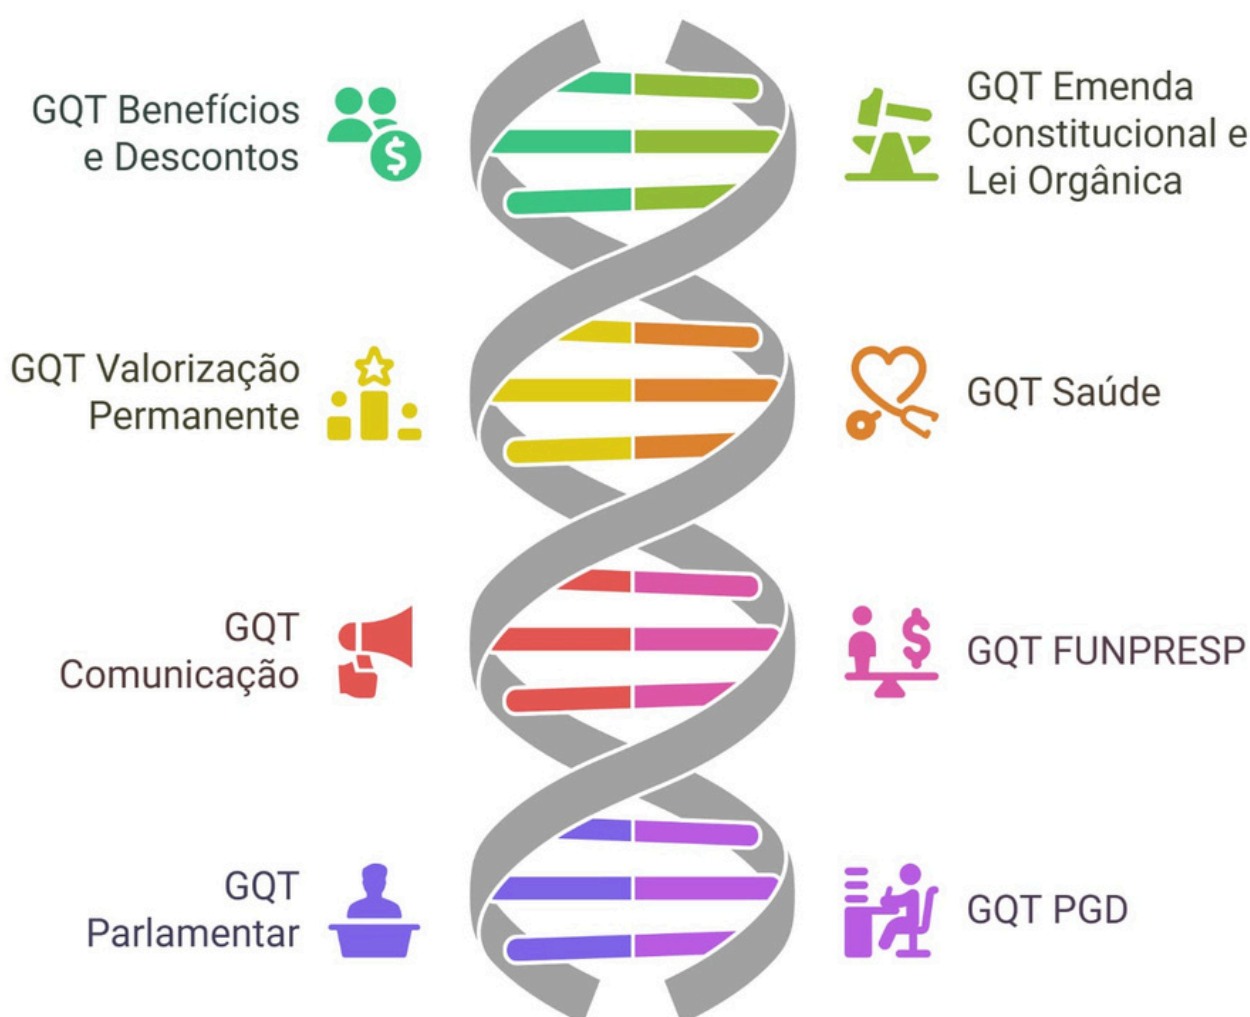 GQT Benefícios
e Descontos
GQT Emenda
Constitucional e
Lei Orgânica
GQT Valorização
Permanente
GQT Saúde
GQT
Comunicação
GQT FUNPRESP
GQT
Parlamentar
GQT PGD